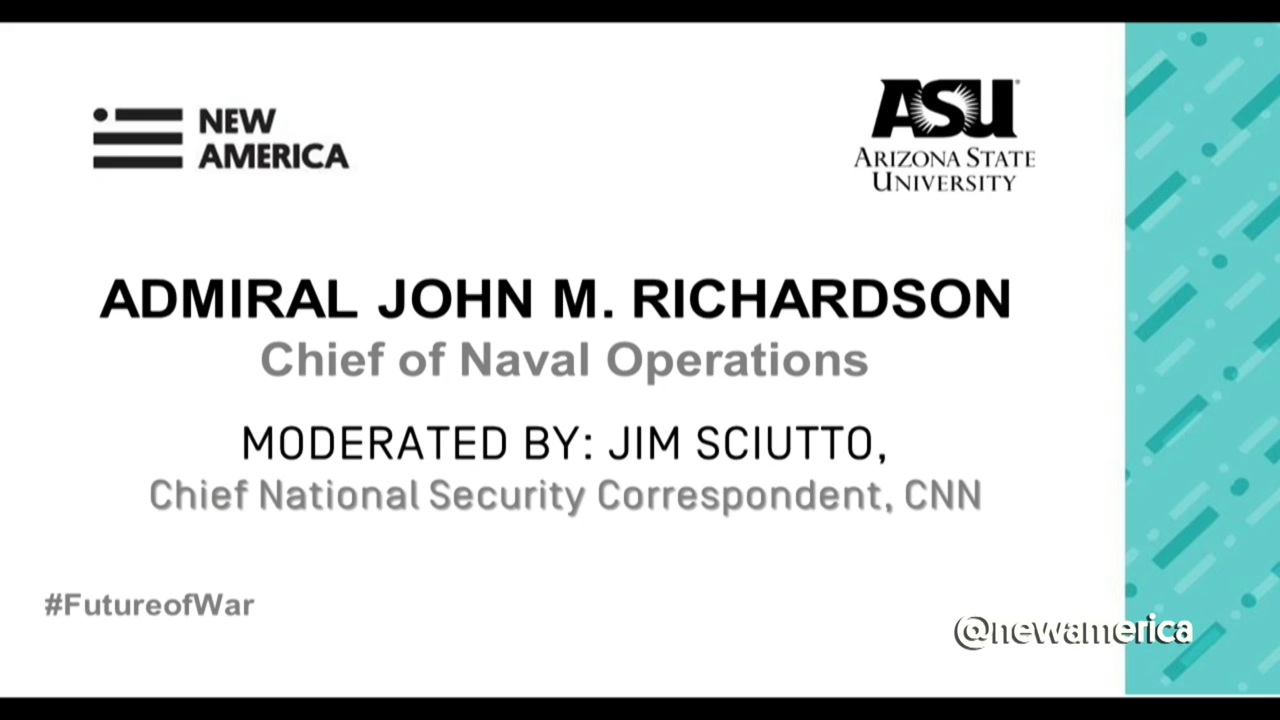 NEW
AMERICA
ASU
ARIZONA STATE
UNIVERSITY
ADMIRAL JOHN M. RICHARDSON
Chief of Naval Operations
MODERATED BY: JIM SCIUTTO,
Chief National Security Correspondent, CNN
#FutureofWar
@newamerica